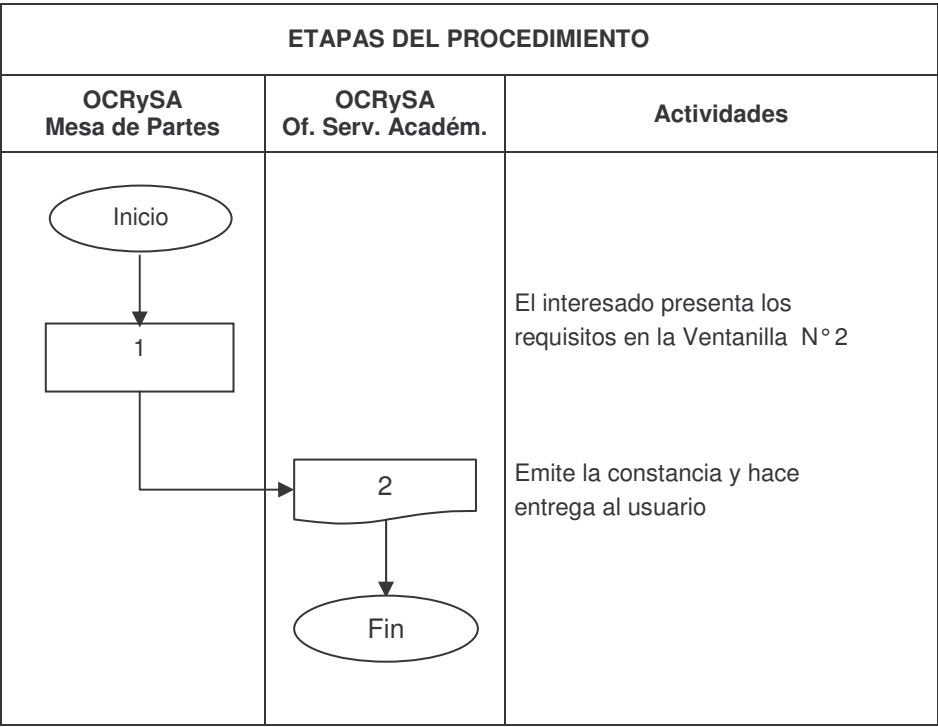 ETAPAS DEL PROCEDIMIENTO
OCRySA
Mesa de Partes
OCRySA
Of. Serv. Académ.
Actividades
Inicio
1
El interesado presenta los
requisitos en la Ventanilla N° 2
2
Emite la constancia y hace
entrega al usuario
Fin